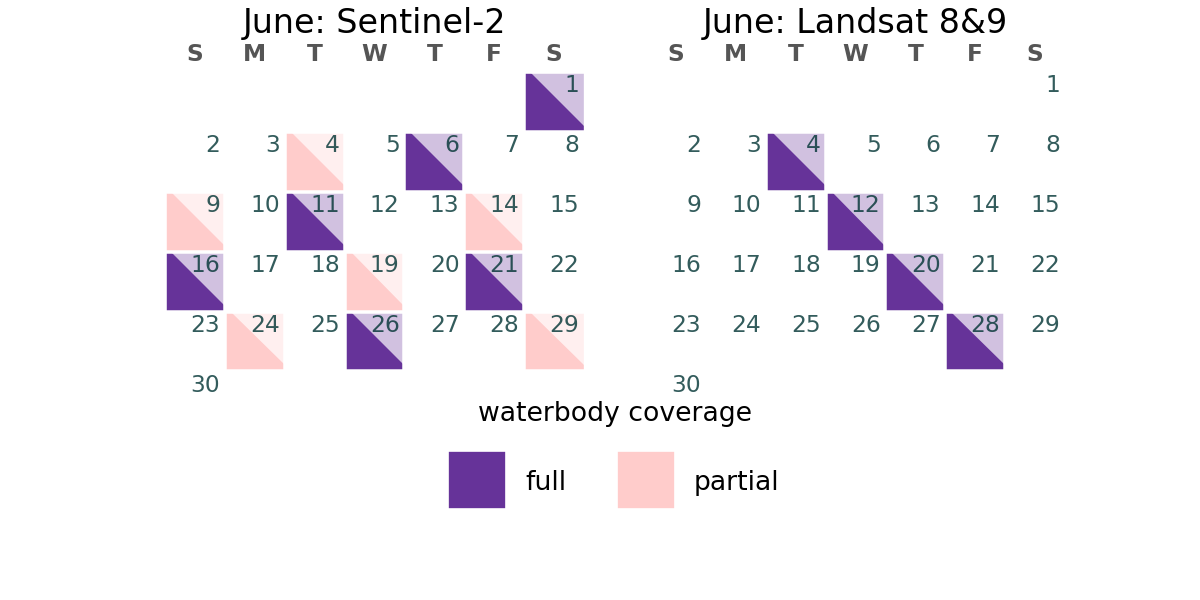 June: Sentinel-2
S M T W T F S
1
2 3 4 5 6 7 8
9 10 11 12 13 14 15
16 17 18 19 20 21 22
23 24 25 26 27 28 29
30
June: Landsat 8&9
S M T W T F S
1
2 3 4 5 6 7 8
9 10 11 12 13 14 15
16 17 18 19 20 21 22
23 24 25 26 27 28 29
30
waterbody coverage
full partial